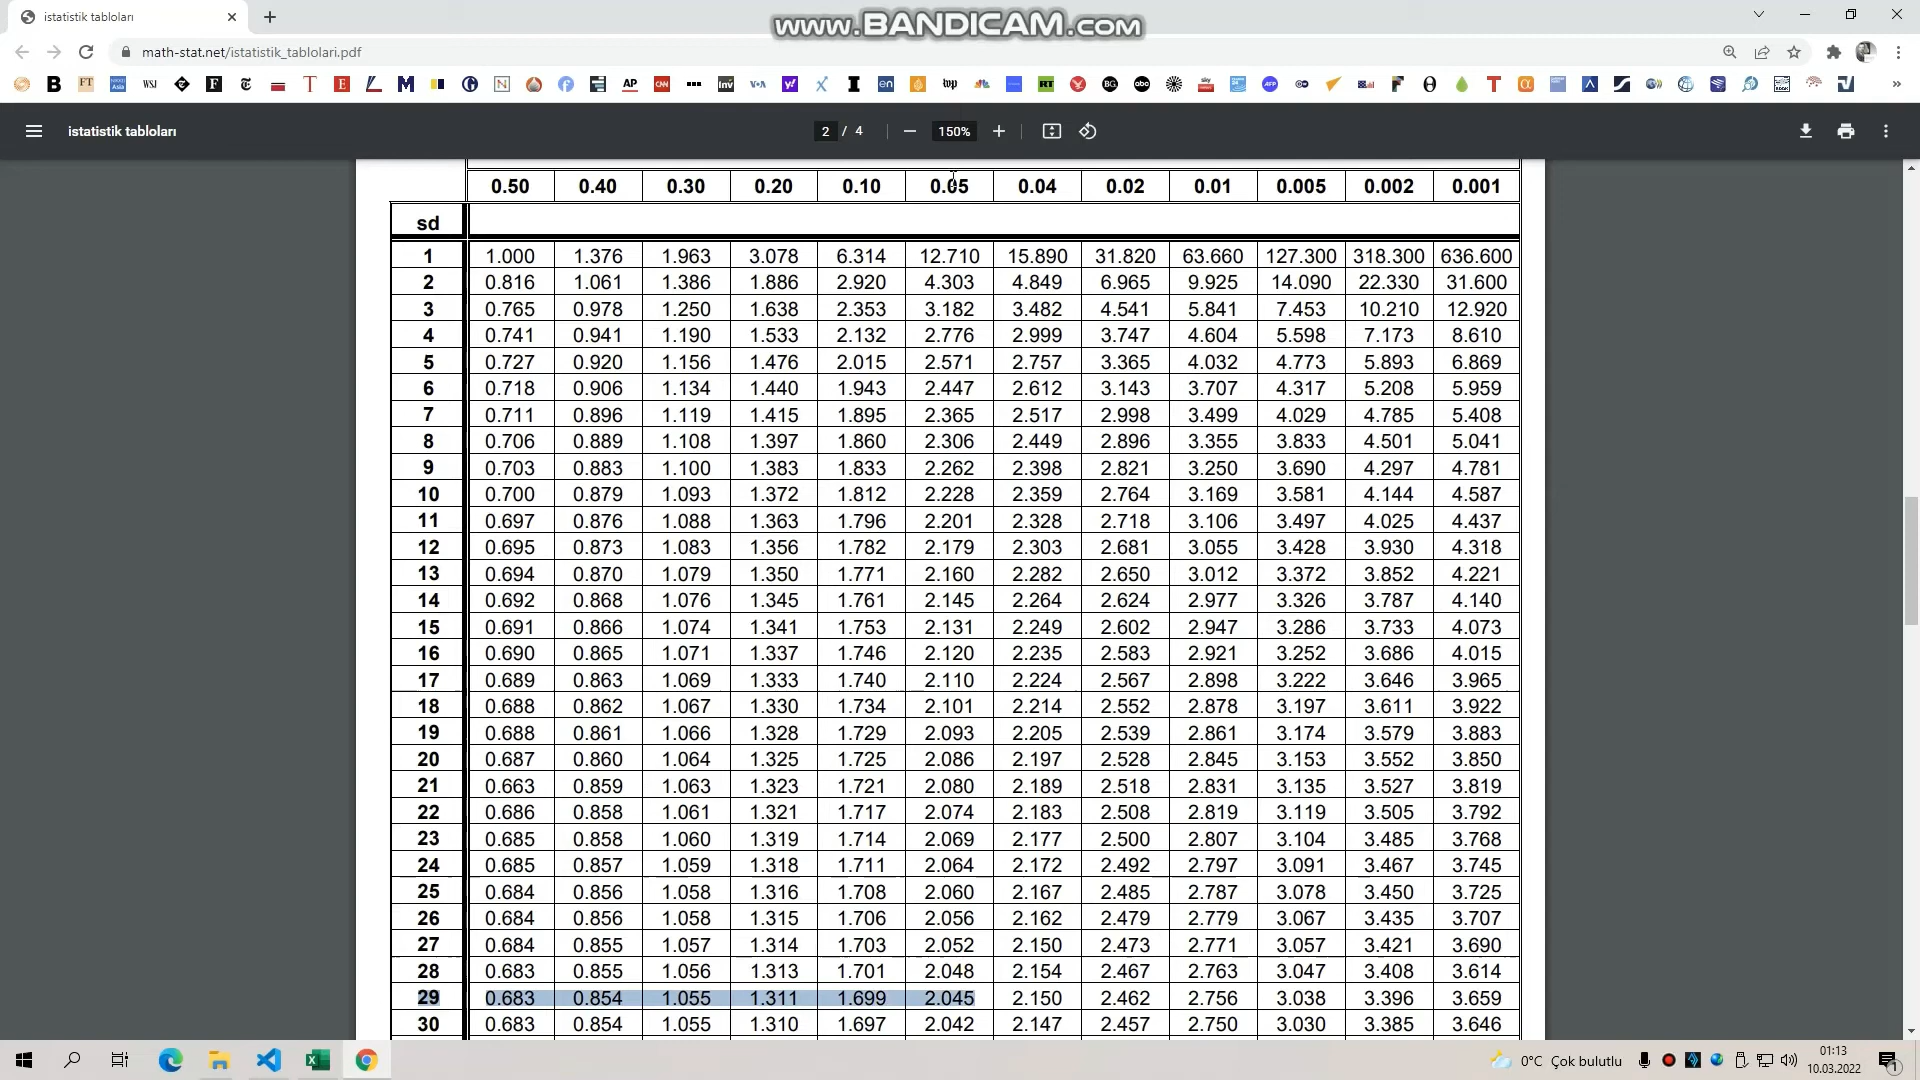 istatistik tabloları
www.BANDICAM.com
math-stat.net/istatistik_tablolari.pdf
B FT NIKKEI Asia WSJ F T E L M N AP CNN inv VOA y! I en wp RT BG abc sky AFP T α
istatistik tabloları
2 / 4
150%
0.50 0.40 0.30 0.20 0.10 0.05 0.04 0.02 0.01 0.005 0.002 0.001
sd
1 1.000 1.376 1.963 3.078 6.314 12.710 15.890 31.820 63.660 127.300 318.300 636.600
2 0.816 1.061 1.386 1.886 2.920 4.303 4.849 6.965 9.925 14.090 22.330 31.600
3 0.765 0.978 1.250 1.638 2.353 3.182 3.482 4.541 5.841 7.453 10.210 12.920
4 0.741 0.941 1.190 1.533 2.132 2.776 2.999 3.747 4.604 5.598 7.173 8.610
5 0.727 0.920 1.156 1.476 2.015 2.571 2.757 3.365 4.032 4.773 5.893 6.869
6 0.718 0.906 1.134 1.440 1.943 2.447 2.612 3.143 3.707 4.317 5.208 5.959
7 0.711 0.896 1.119 1.415 1.895 2.365 2.517 2.998 3.499 4.029 4.785 5.408
8 0.706 0.889 1.108 1.397 1.860 2.306 2.449 2.896 3.355 3.833 4.501 5.041
9 0.703 0.883 1.100 1.383 1.833 2.262 2.398 2.821 3.250 3.690 4.297 4.781
10 0.700 0.879 1.093 1.372 1.812 2.228 2.359 2.764 3.169 3.581 4.144 4.587
11 0.697 0.876 1.088 1.363 1.796 2.201 2.328 2.718 3.106 3.497 4.025 4.437
12 0.695 0.873 1.083 1.356 1.782 2.179 2.303 2.681 3.055 3.428 3.930 4.318
13 0.694 0.870 1.079 1.350 1.771 2.160 2.282 2.650 3.012 3.372 3.852 4.221
14 0.692 0.868 1.076 1.345 1.761 2.145 2.264 2.624 2.977 3.326 3.787 4.140
15 0.691 0.866 1.074 1.341 1.753 2.131 2.249 2.602 2.947 3.286 3.733 4.073
16 0.690 0.865 1.071 1.337 1.746 2.120 2.235 2.583 2.921 3.252 3.686 4.015
17 0.689 0.863 1.069 1.333 1.740 2.110 2.224 2.567 2.898 3.222 3.646 3.965
18 0.688 0.862 1.067 1.330 1.734 2.101 2.214 2.552 2.878 3.197 3.611 3.922
19 0.688 0.861 1.066 1.328 1.729 2.093 2.205 2.539 2.861 3.174 3.579 3.883
20 0.687 0.860 1.064 1.325 1.725 2.086 2.197 2.528 2.845 3.153 3.552 3.850
21 0.663 0.859 1.063 1.323 1.721 2.080 2.189 2.518 2.831 3.135 3.527 3.819
22 0.686 0.858 1.061 1.321 1.717 2.074 2.183 2.508 2.819 3.119 3.505 3.792
23 0.685 0.858 1.060 1.319 1.714 2.069 2.177 2.500 2.807 3.104 3.485 3.768
24 0.685 0.857 1.059 1.318 1.711 2.064 2.172 2.492 2.797 3.091 3.467 3.745
25 0.684 0.856 1.058 1.316 1.708 2.060 2.167 2.485 2.787 3.078 3.450 3.725
26 0.684 0.856 1.058 1.315 1.706 2.056 2.162 2.479 2.779 3.067 3.435 3.707
27 0.684 0.855 1.057 1.314 1.703 2.052 2.150 2.473 2.771 3.057 3.421 3.690
28 0.683 0.855 1.056 1.313 1.701 2.048 2.154 2.467 2.763 3.047 3.408 3.614
29 0.683 0.854 1.055 1.311 1.699 2.045 2.150 2.462 2.756 3.038 3.396 3.659
30 0.683 0.854 1.055 1.310 1.697 2.042 2.147 2.457 2.750 3.030 3.385 3.646
0°C Çok bulutlu
01:13
10.03.2022
1